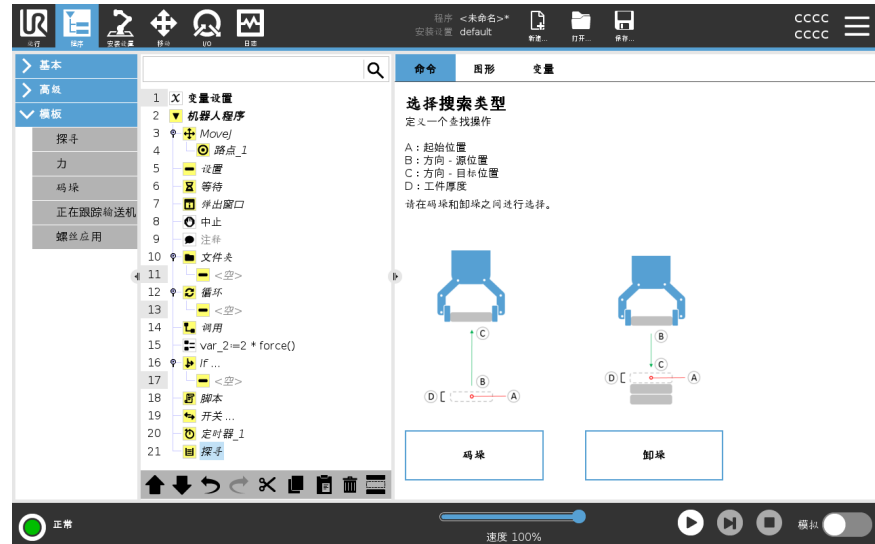 UR
运行
程序
安装设置
移动
I/O
日志
程序 <未命名>*
安装设置 default
新建...
打开...
保存...
CCCC
CCCC
基本
高级
模板
探寻
力
码垛
正在跟踪输送机
螺丝应用
1 X 变量设置
2 机器人程序
3 MoveJ
4 路点_1
5 设置
6 等待
7 弹出窗口
8 中止
9 注释
10 文件夹
11 <空>
12 循环
13 <空>
14 调用
15 var_2:=2 * force()
16 If ...
17 <空>
18 脚本
19 开关 ...
20 定时器_1
21 探寻
命令 图形 变量
选择搜索类型
定义一个查找操作
A：起始位置
B：方向 - 源位置
C：方向 - 目标位置
D：工件厚度
请在码垛和卸垛之间进行选择。
C
B
D
A
B
C
D
A
码垛
卸垛
正常
速度 100%
模拟